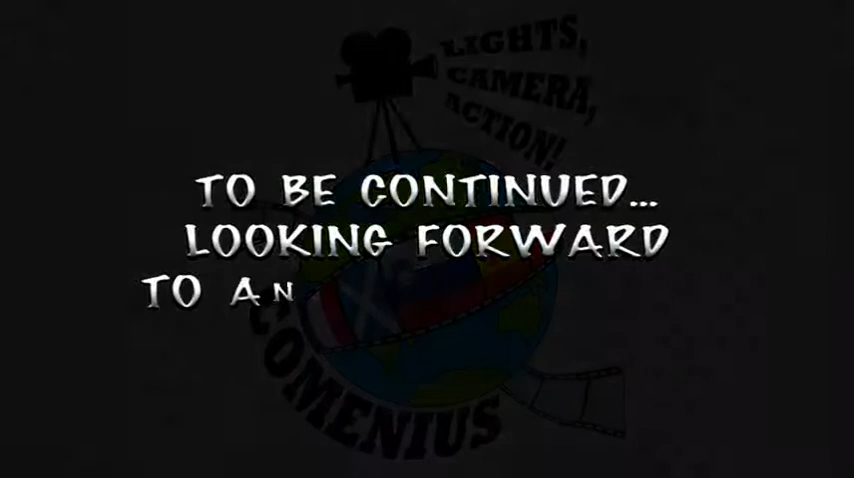 LIGHTS,
CAMERA,
ACTION!
TO BE CONTINUED...
LOOKING FORWARD
TO AN
COMENIUS